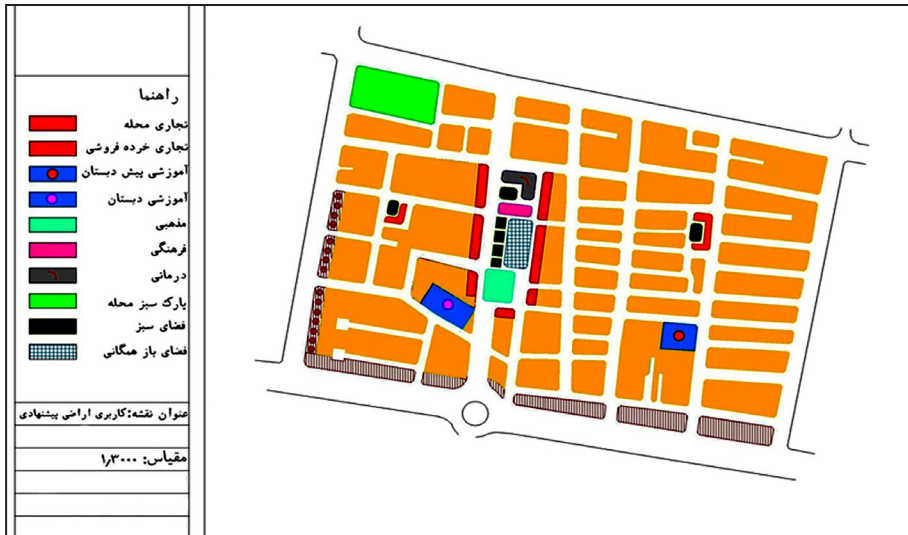 راهنما
تجاری محله
تجاری خرده فروشی
آموزشی پیش دبستان
آموزشی دبستان
مذهبی
فرهنگی
درمانی
پارک سبز محله
فضای سبز
فضای باز همگانی
عنوان نقشه:کاربری اراضی پیشنهادی
مقیاس: ۱٫۳۰۰۰